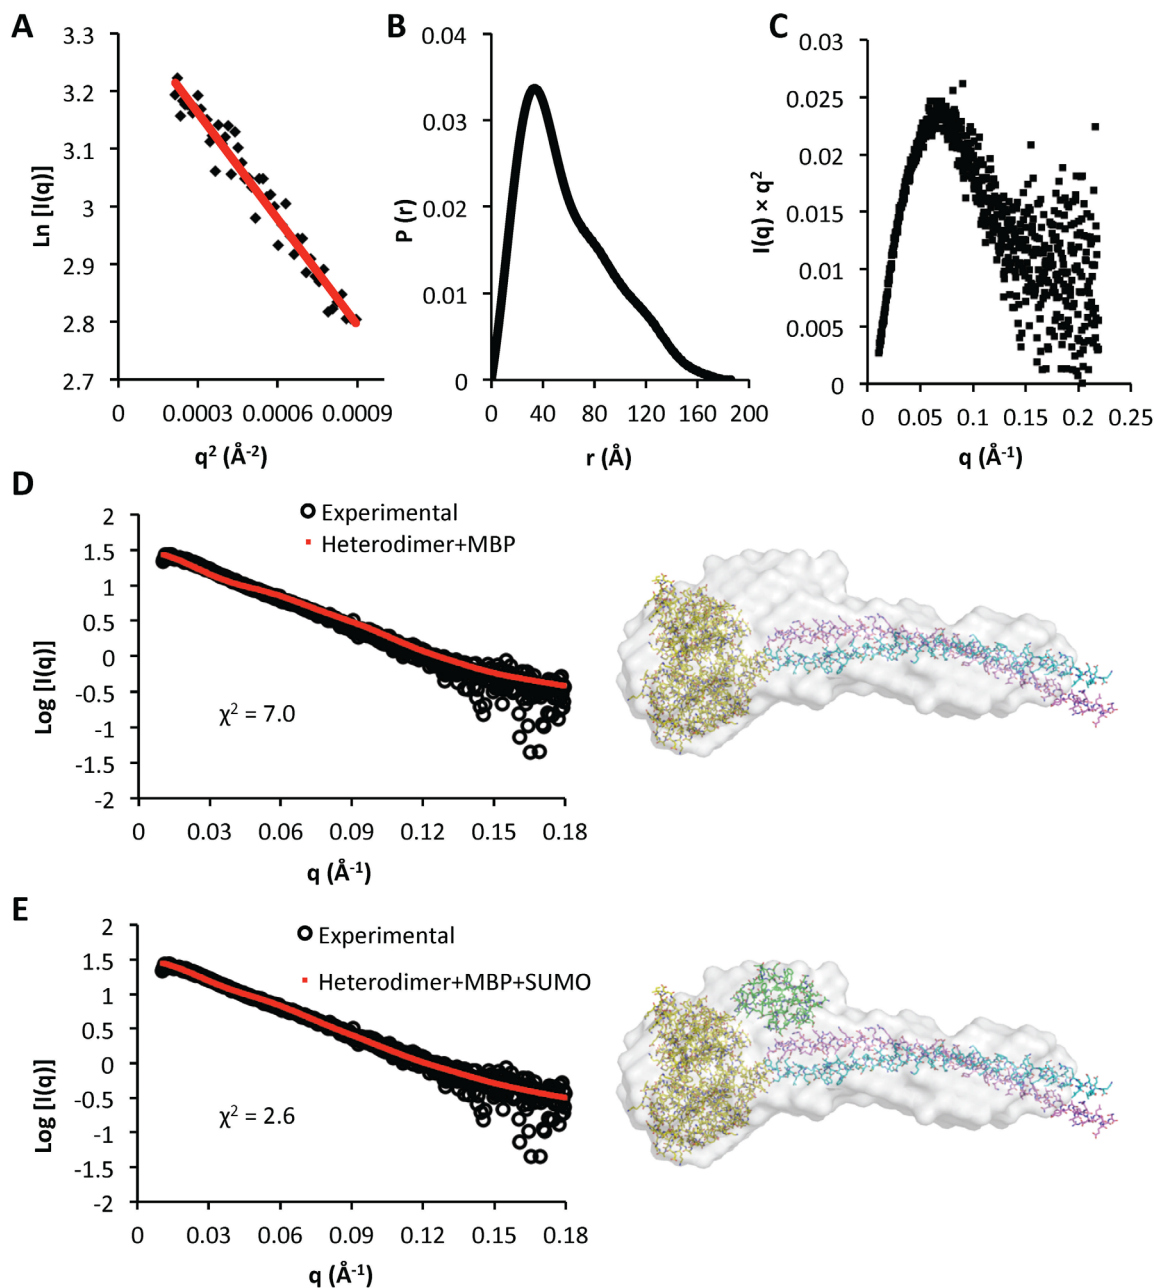 A
3.3
3.2
3.1
3
2.9
2.8
2.7
Ln [I(q)]
0 0.0003 0.0006 0.0009
q² (Å⁻²)
B
0.04
0.03
0.02
0.01
0
P (r)
0 40 80 120 160 200
r (Å)
C
0.03
0.025
0.02
0.015
0.01
0.005
0
I(q) × q²
0 0.05 0.1 0.15 0.2 0.25
q (Å⁻¹)
D
2
1.5
1
0.5
0
-0.5
-1
-1.5
-2
Log [I(q)]
Experimental
Heterodimer+MBP
χ² = 7.0
0 0.03 0.06 0.09 0.12 0.15 0.18
q (Å⁻¹)
E
2
1.5
1
0.5
0
-0.5
-1
-1.5
-2
Log [I(q)]
Experimental
Heterodimer+MBP+SUMO
χ² = 2.6
0 0.03 0.06 0.09 0.12 0.15 0.18
q (Å⁻¹)